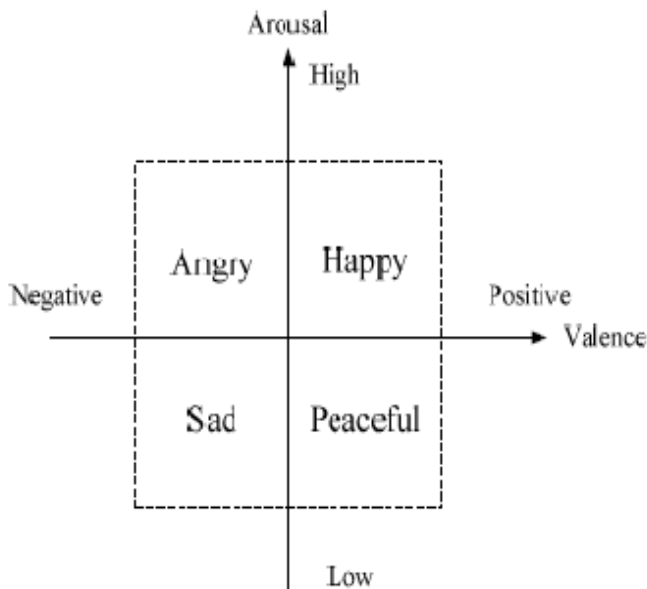 Arousal
High
Angry
Happy
Negative
Positive
Valence
Sad
Peaceful
Low